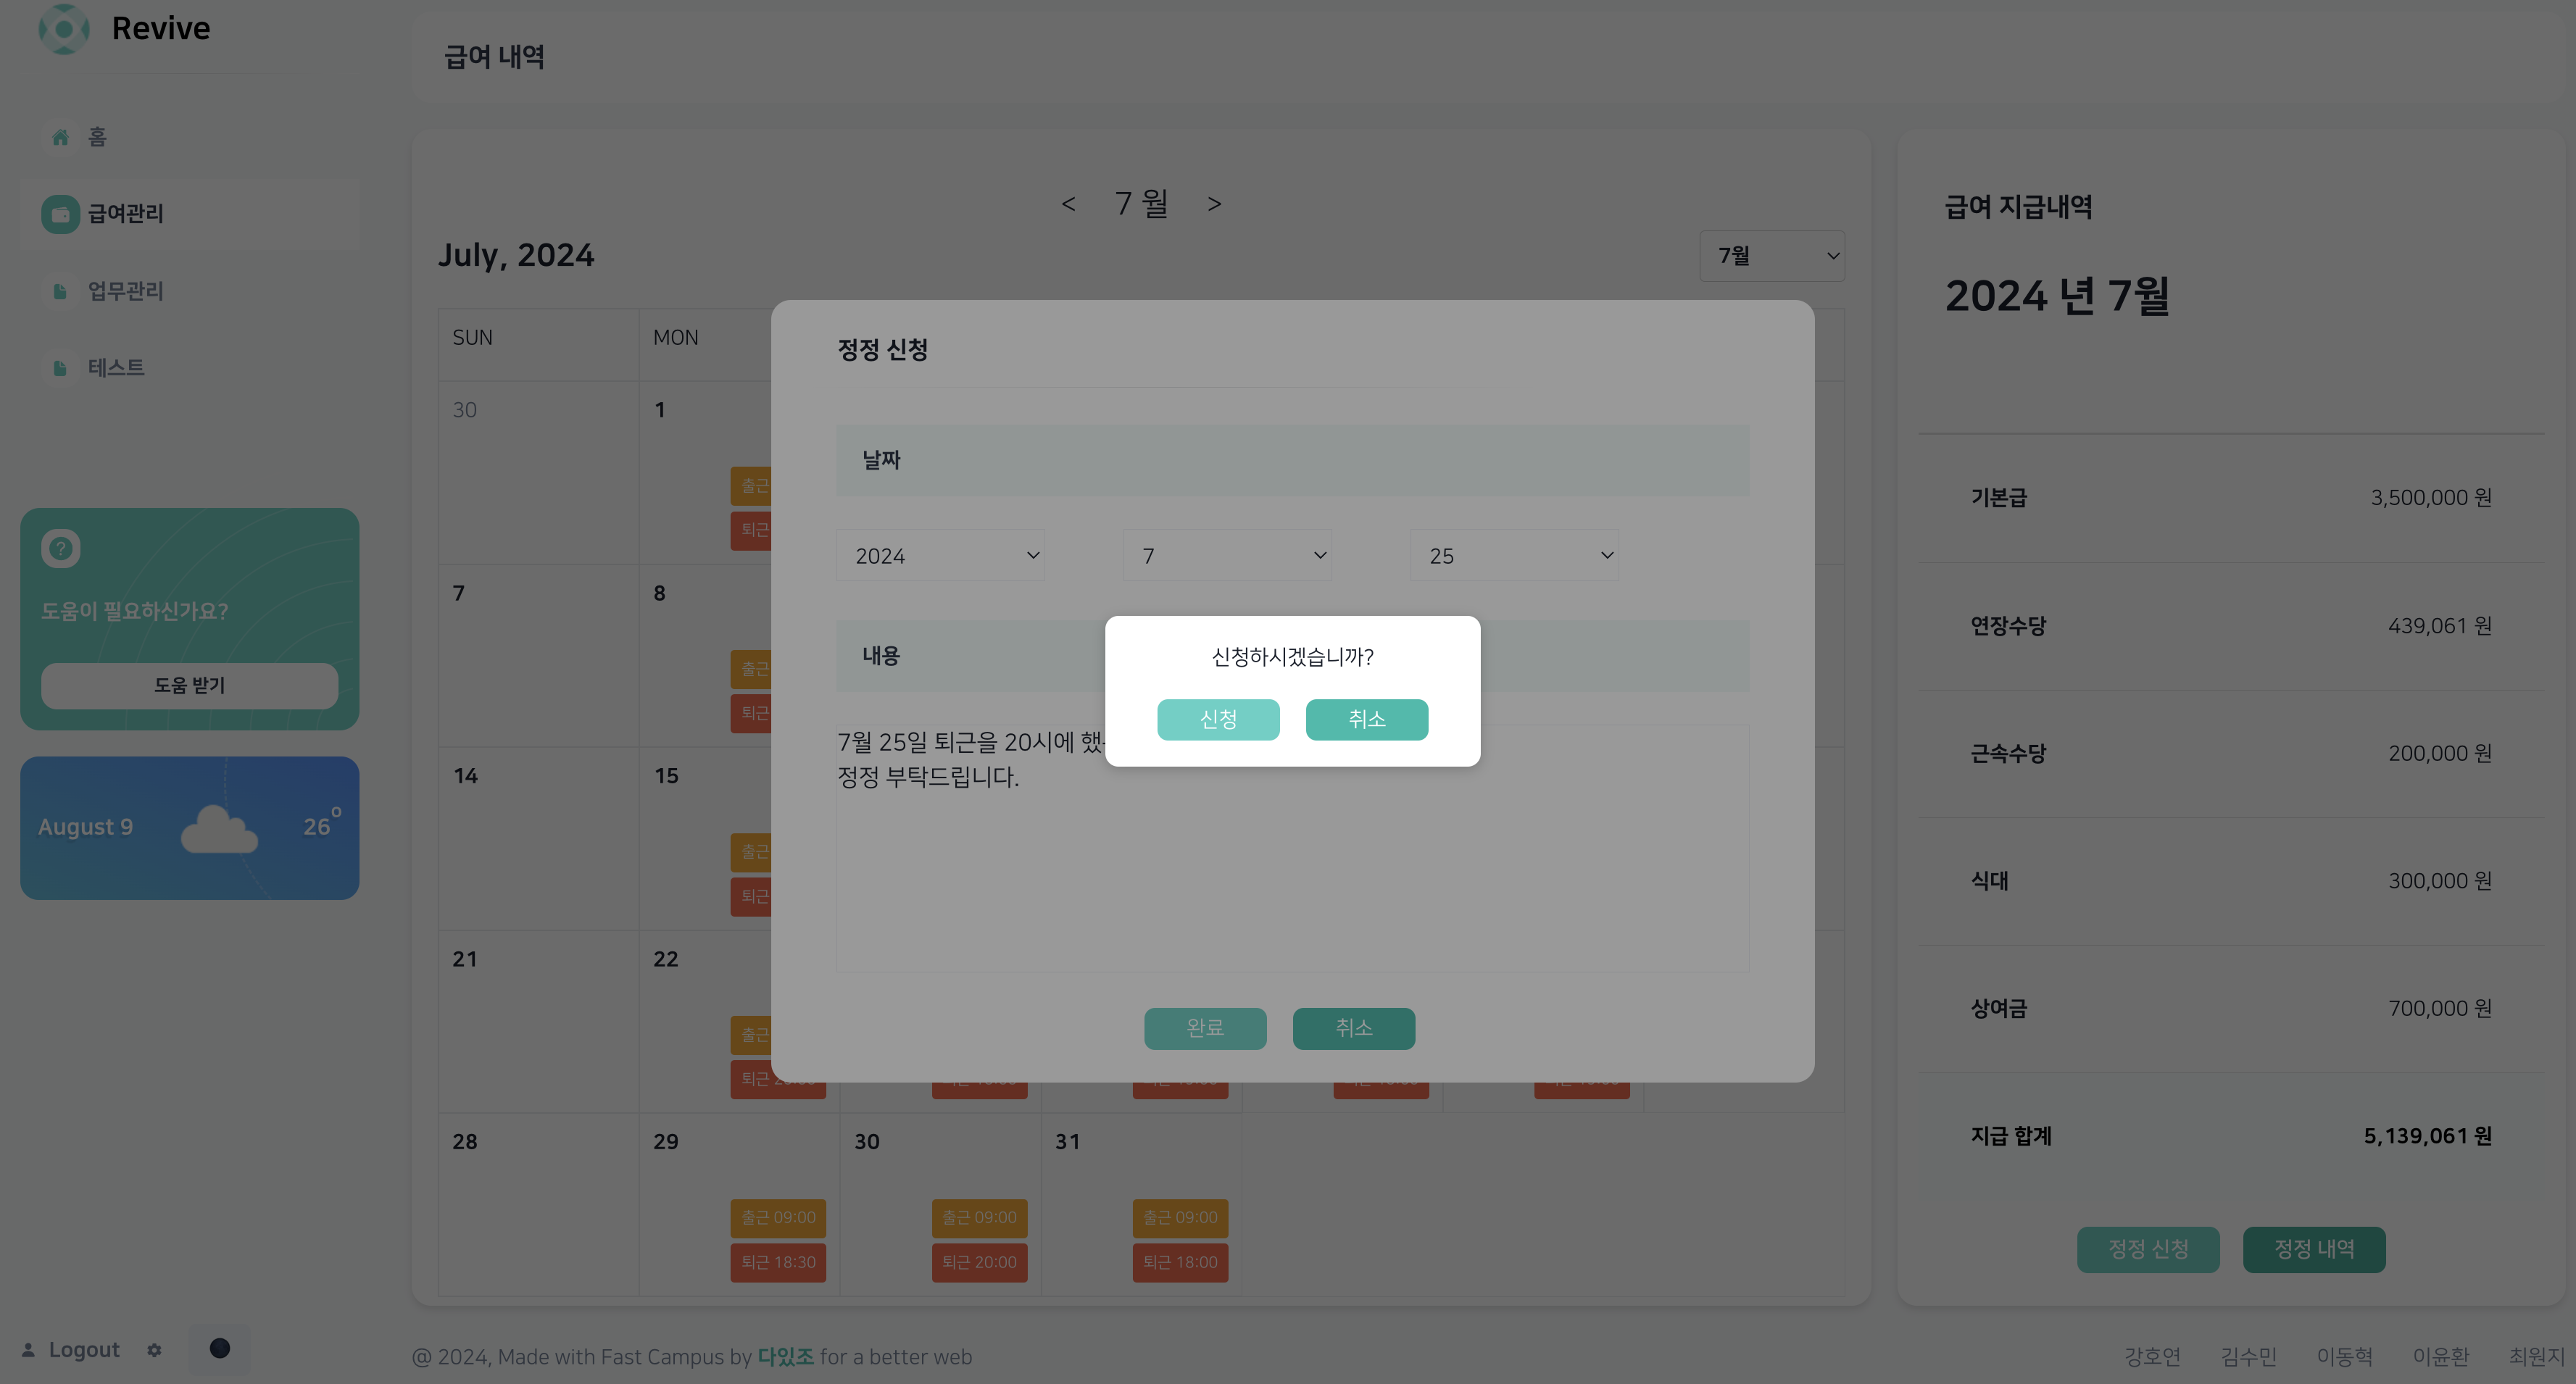 Revive
홈
급여관리
업무관리
테스트
?
도움이 필요하신가요?
도움 받기
August 9
26°
Logout
급여 내역
< 7 월 >
July, 2024
7월
SUN MON
30 1
출근
퇴근
7 8
출근
퇴근
14 15
출근
퇴근
21 22
출근
퇴근
28 29 30 31
출근 09:00 출근 09:00 출근 09:00
퇴근 18:30 퇴근 20:00 퇴근 18:00
정정 신청
날짜
2024 7 25
내용
7월 25일 퇴근을 20시에
정정 부탁드립니다.
완료 취소
신청하시겠습니까?
신청 취소
급여 지급내역
2024 년 7월
기본급 3,500,000 원
연장수당 439,061 원
근속수당 200,000 원
식대 300,000 원
상여금 700,000 원
지급 합계 5,139,061 원
정정 신청 정정 내역
@ 2024, Made with Fast Campus by 다있조 for a better web
강호연 김수민 이동혁 이윤환 최원지